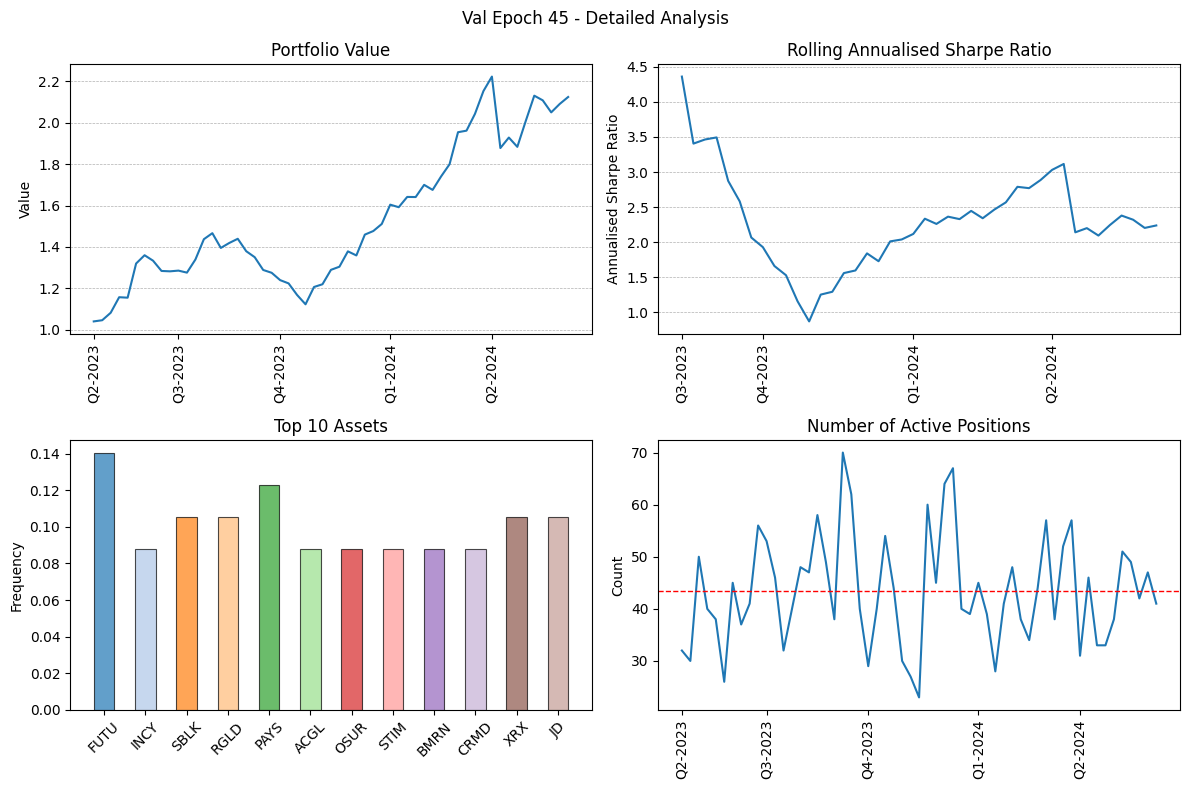 Val Epoch 45 - Detailed Analysis
Portfolio Value
Value
2.2
2.0
1.8
1.6
1.4
1.2
1.0
Q2-2023
Q3-2023
Q4-2023
Q1-2024
Q2-2024
Rolling Annualised Sharpe Ratio
Annualised Sharpe Ratio
4.5
4.0
3.5
3.0
2.5
2.0
1.5
1.0
Q3-2023
Q4-2023
Q1-2024
Q2-2024
Top 10 Assets
Frequency
0.14
0.12
0.10
0.08
0.06
0.04
0.02
0.00
FUTU
INCY
SBLK
RGLD
PAYS
ACGL
OSUR
STIM
BMRN
CRMD
XRX
JD
Number of Active Positions
Count
70
60
50
40
30
Q2-2023
Q3-2023
Q4-2023
Q1-2024
Q2-2024